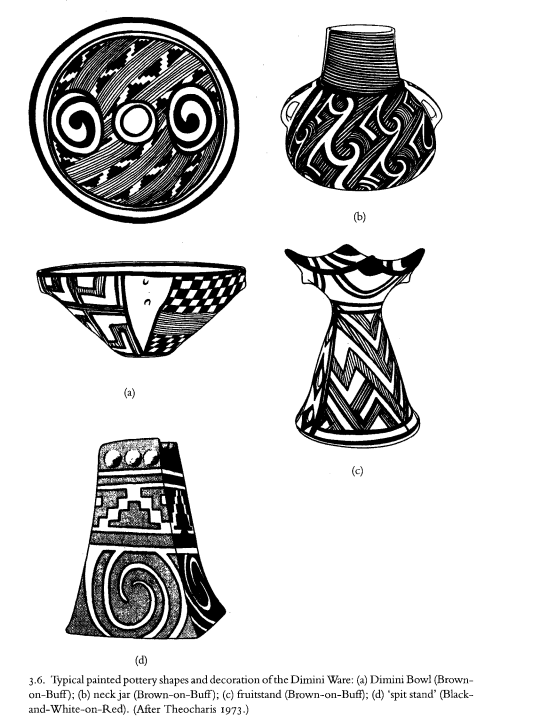 (b)
(a)
(c)
(d)
3.6. Typical painted pottery shapes and decoration of the Dimini Ware: (a) Dimini Bowl (Brown-
on-Buff); (b) neck jar (Brown-on-Buff); (c) fruitstand (Brown-on-Buff); (d) 'spit stand' (Black-
and-White-on-Red). (After Theocharis 1973.)